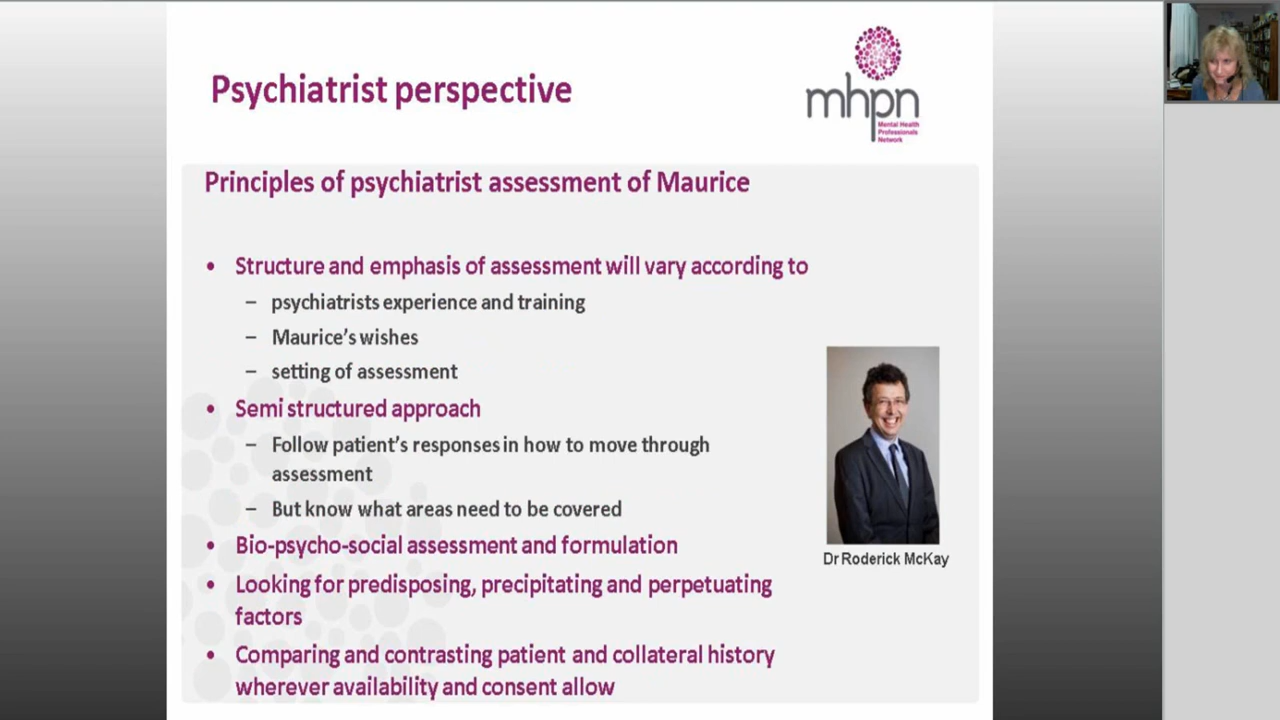 Psychiatrist perspective
mhpn
Mental Health
Professionals
Network
Principles of psychiatrist assessment of Maurice
• Structure and emphasis of assessment will vary according to
– psychiatrists experience and training
– Maurice's wishes
– setting of assessment
• Semi structured approach
– Follow patient's responses in how to move through
assessment
– But know what areas need to be covered
• Bio-psycho-social assessment and formulation
• Looking for predisposing, precipitating and perpetuating
factors
• Comparing and contrasting patient and collateral history
wherever availability and consent allow
Dr Roderick McKay